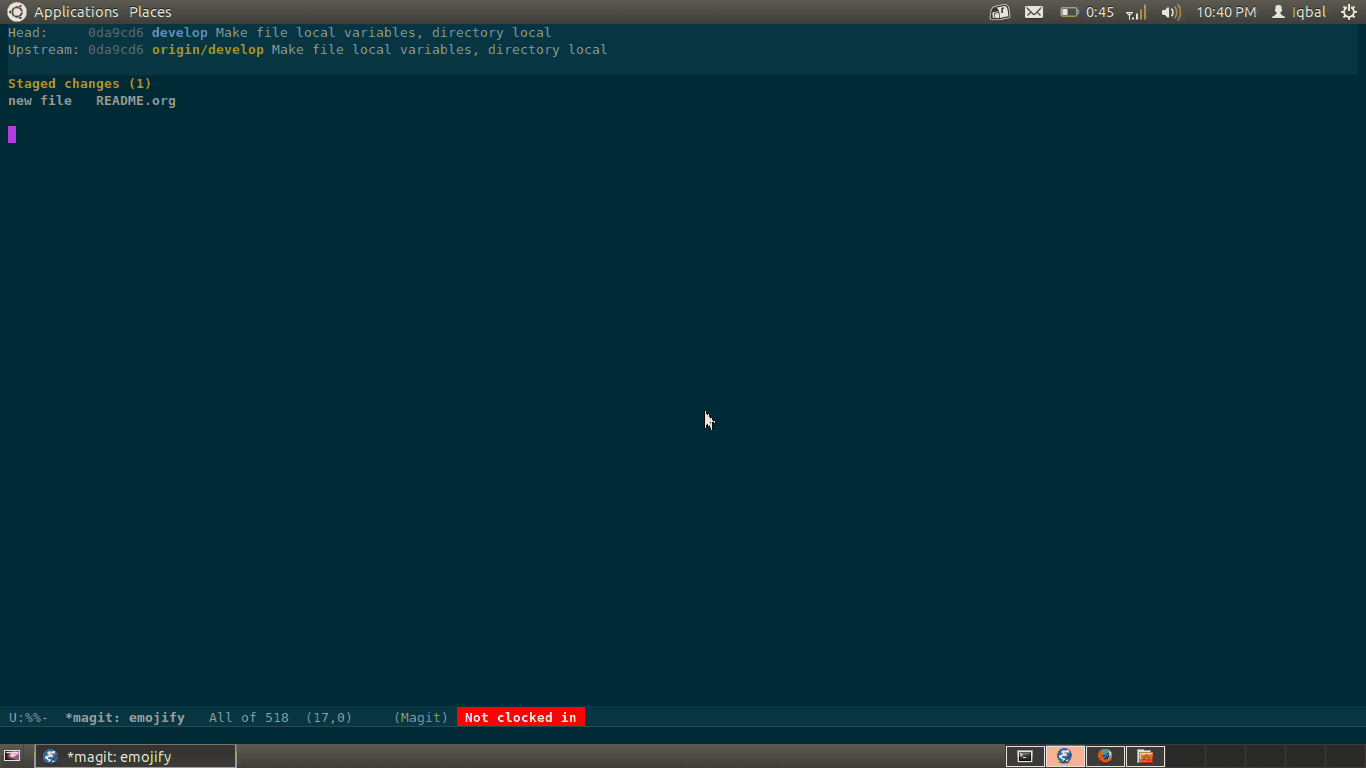 Applications Places 0:45 10:40 PM Iqbal
Head:     0da9cd6 develop Make file local variables, directory local
Upstream: 0da9cd6 origin/develop Make file local variables, directory local
Staged changes (1)
new file   README.org
U:%%-  *magit: emojify   All of 518  (17,0)     (Magit) Not clocked in
*magit: emojify